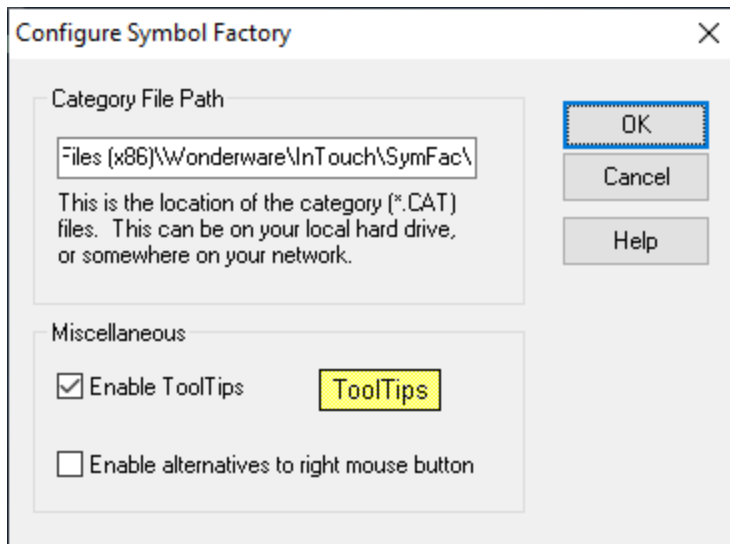 Configure Symbol Factory
Category File Path
Files (x86)\Wonderware\InTouch\SymFac\
This is the location of the category (*.CAT)
files.  This can be on your local hard drive,
or somewhere on your network.
OK
Cancel
Help
Miscellaneous
Enable ToolTips
ToolTips
Enable alternatives to right mouse button